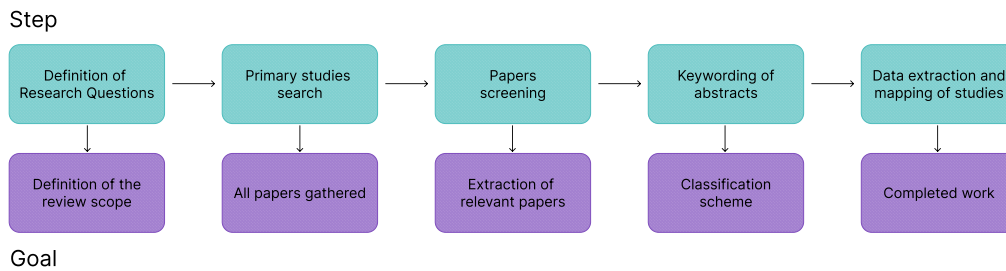 Step
Definition of
Research Questions
Primary studies
search
Papers
screening
Keywording of
abstracts
Data extraction and
mapping of studies
Definition of the
review scope
All papers gathered
Extraction of
relevant papers
Classification
scheme
Completed work
Goal